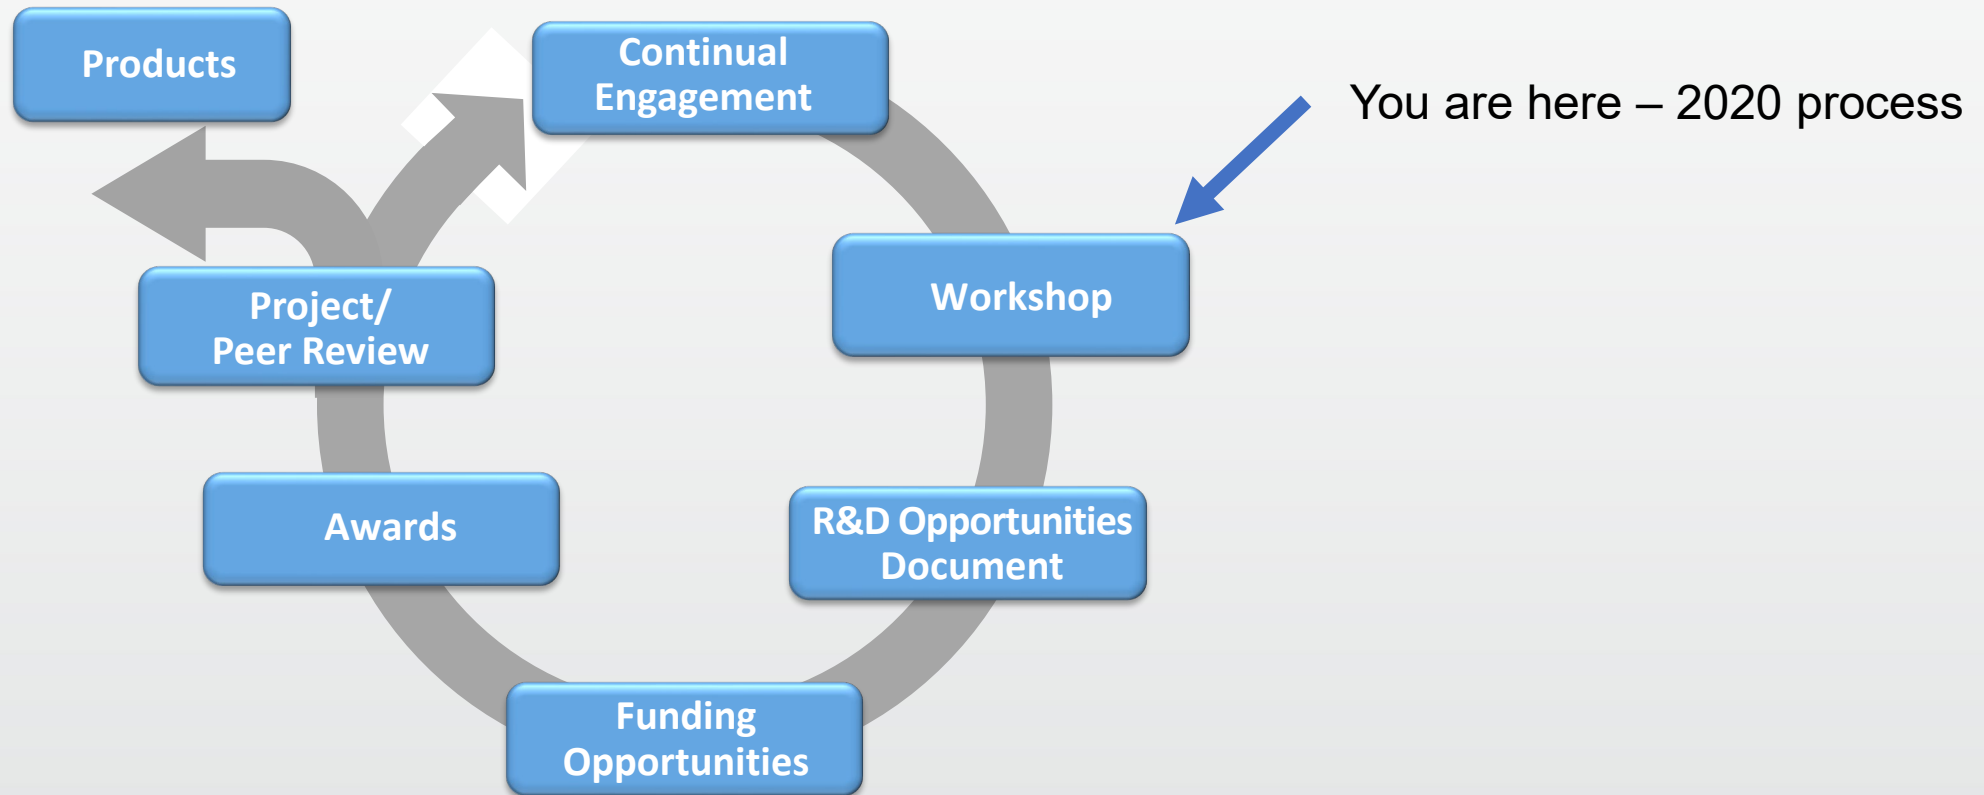 Products
Continual
Engagement
You are here – 2020 process
Workshop
Project/
Peer Review
R&D Opportunities
Document
Awards
Funding
Opportunities